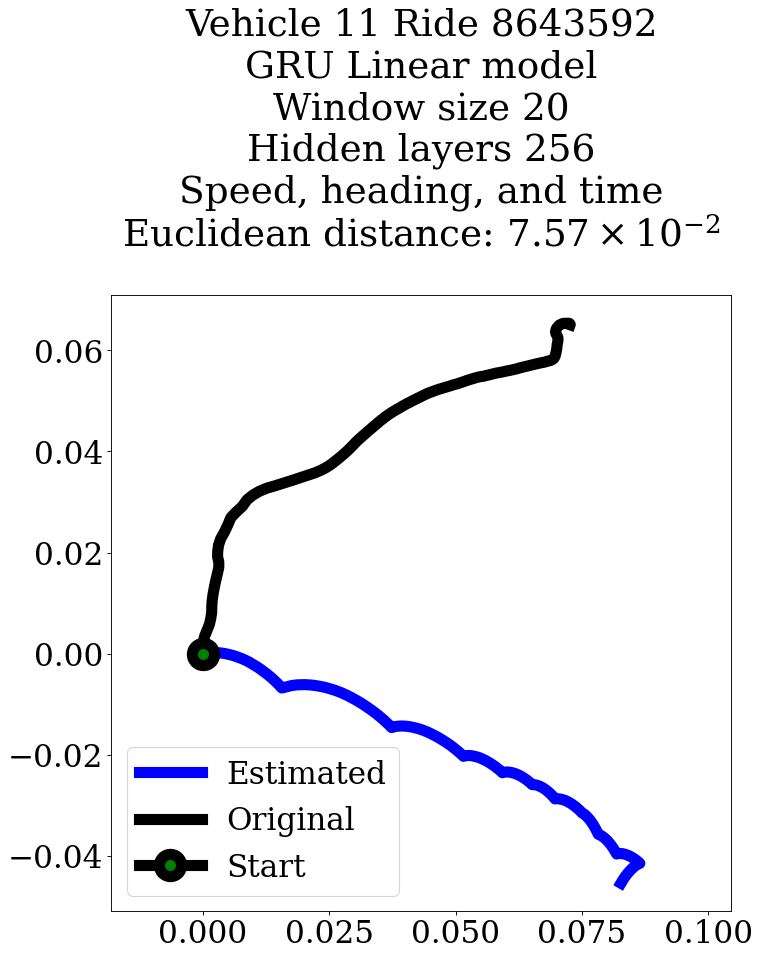 Vehicle 11 Ride 8643592
GRU Linear model
Window size 20
Hidden layers 256
Speed, heading, and time
Euclidean distance: 7.57 × 10⁻²
0.06
0.04
0.02
0.00
−0.02
−0.04
Estimated
Original
Start
0.000 0.025 0.050 0.075 0.100